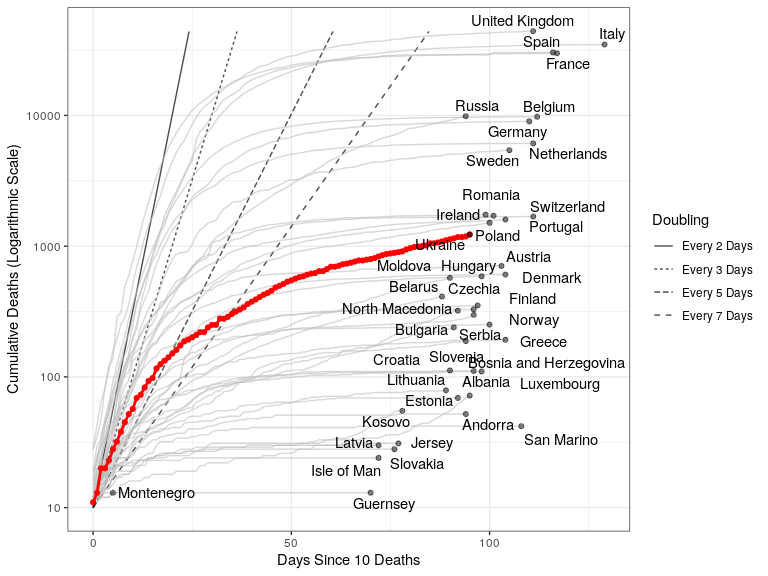 United Kingdom
Italy
Spain
France
Russia
Belgium
Germany
Netherlands
Sweden
Romania
Ireland
Switzerland
Portugal
Ukraine
Poland
Austria
Moldova
Hungary
Denmark
Belarus
Czechia
Finland
North Macedonia
Norway
Bulgaria
Serbia
Greece
Croatia
Slovenia
Bosnia and Herzegovina
Lithuania
Albania
Luxembourg
Estonia
Kosovo
Andorra
San Marino
Latvia
Jersey
Isle of Man
Slovakia
Montenegro
Guernsey
10000
1000
100
10
Cumulative Deaths (Logarithmic Scale)
0
50
100
Days Since 10 Deaths
Doubling
Every 2 Days
Every 3 Days
Every 5 Days
Every 7 Days